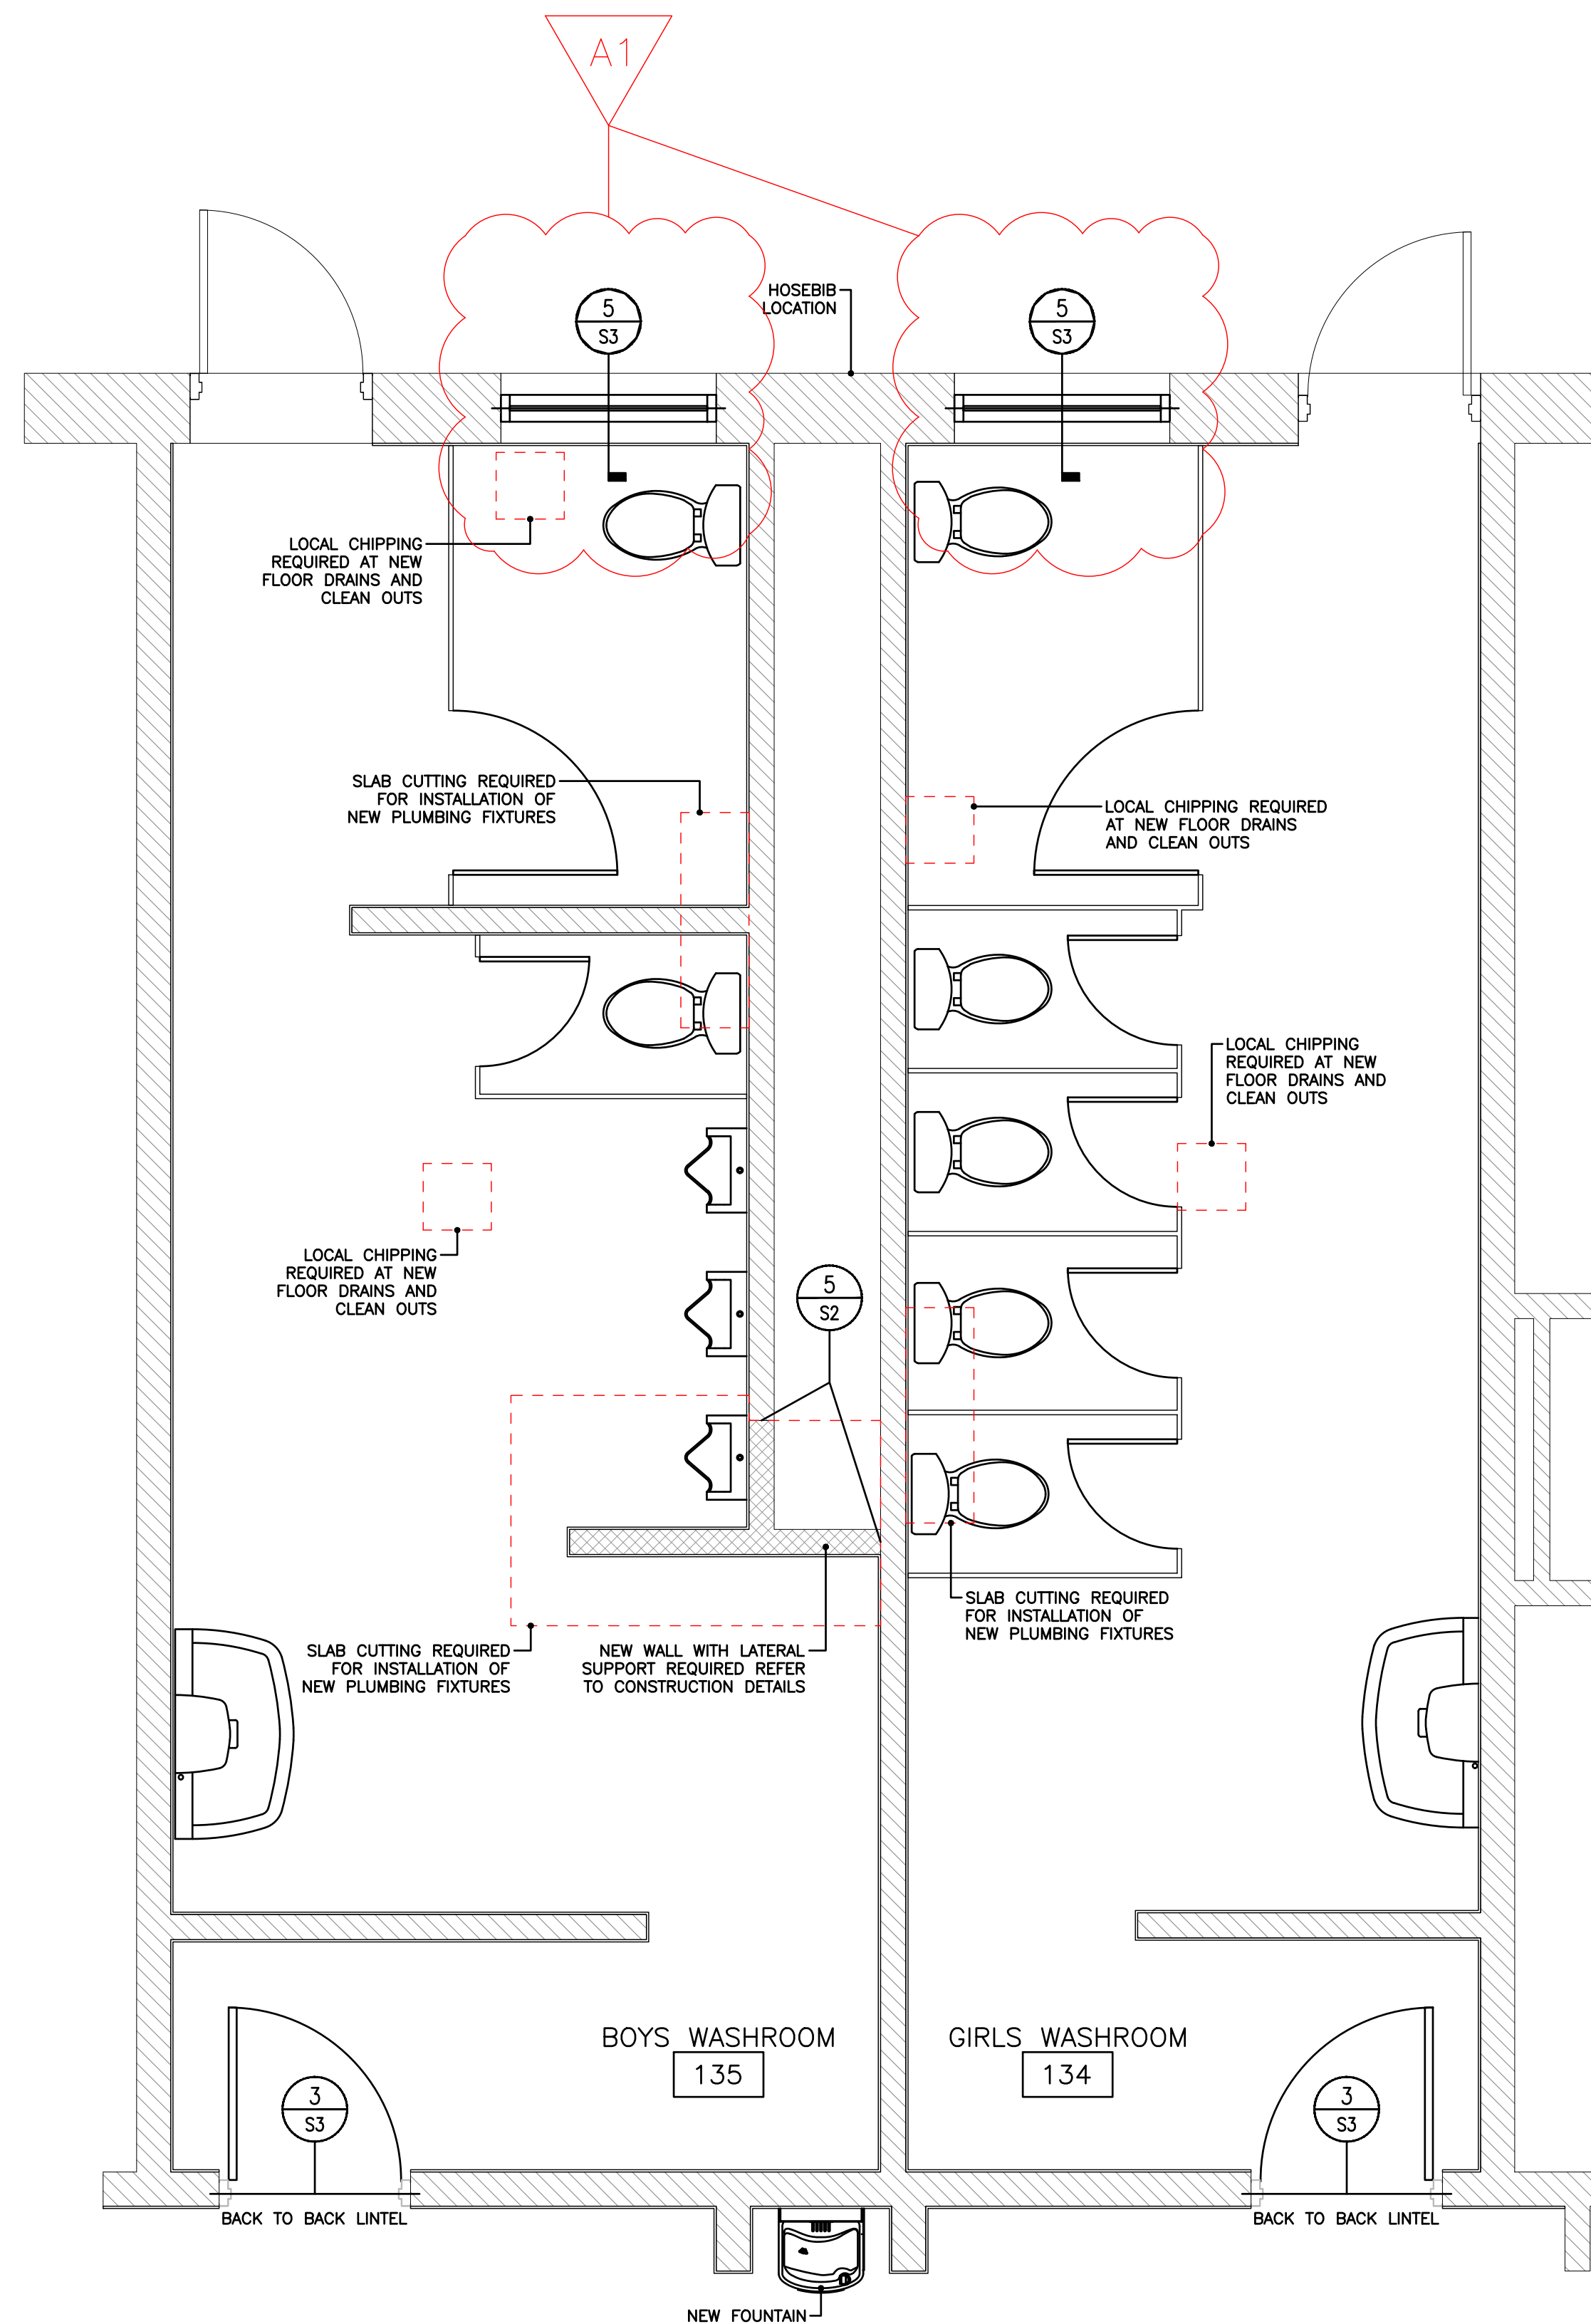 A1
5
S3
HOSEBIB
LOCATION
5
S3
LOCAL CHIPPING
REQUIRED AT NEW
FLOOR DRAINS AND
CLEAN OUTS
SLAB CUTTING REQUIRED
FOR INSTALLATION OF
NEW PLUMBING FIXTURES
LOCAL CHIPPING REQUIRED
AT NEW FLOOR DRAINS
AND CLEAN OUTS
LOCAL CHIPPING
REQUIRED AT NEW
FLOOR DRAINS AND
CLEAN OUTS
LOCAL CHIPPING
REQUIRED AT NEW
FLOOR DRAINS AND
CLEAN OUTS
5
S2
SLAB CUTTING REQUIRED
FOR INSTALLATION OF
NEW PLUMBING FIXTURES
NEW WALL WITH LATERAL
SUPPORT REQUIRED REFER
TO CONSTRUCTION DETAILS
SLAB CUTTING REQUIRED
FOR INSTALLATION OF
NEW PLUMBING FIXTURES
BOYS WASHROOM
135
GIRLS WASHROOM
134
3
S3
3
S3
BACK TO BACK LINTEL
BACK TO BACK LINTEL
NEW FOUNTAIN